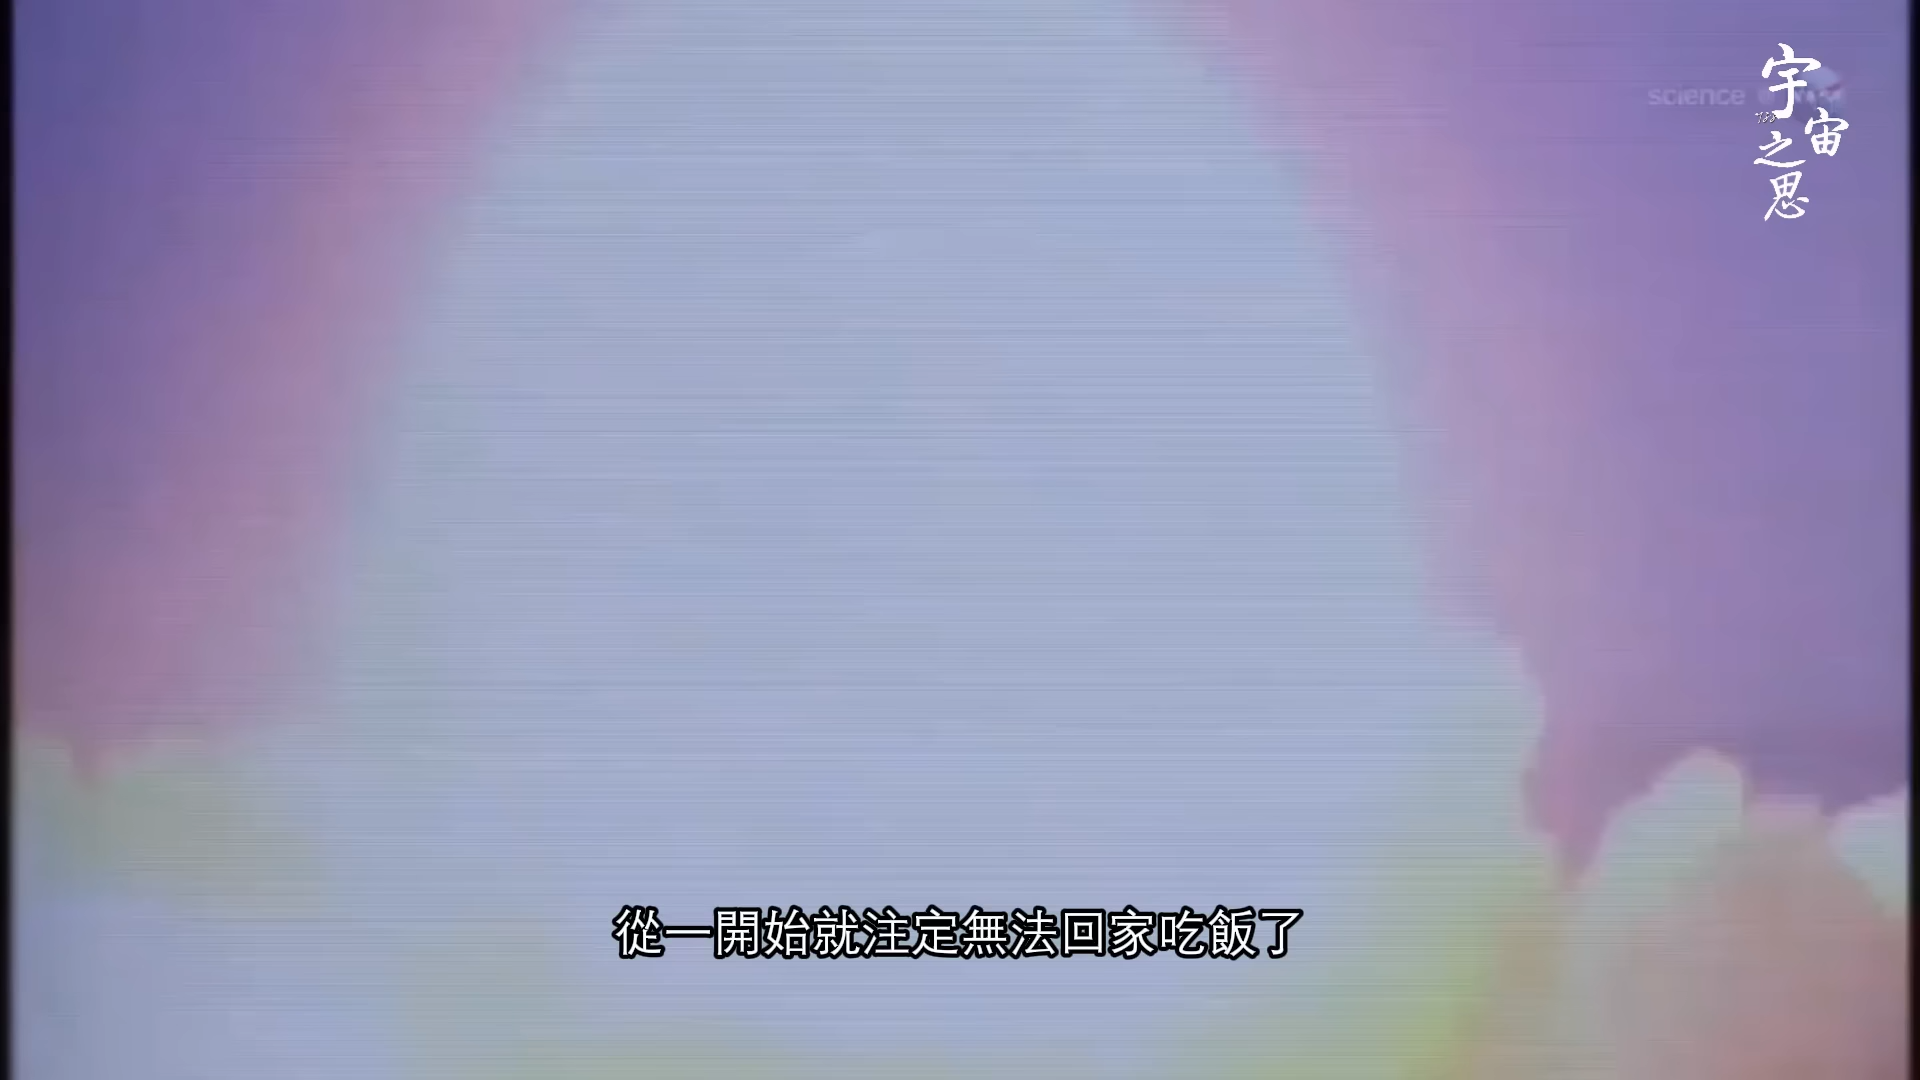 science
宇宙
之思
從一開始就注定無法回家吃飯了